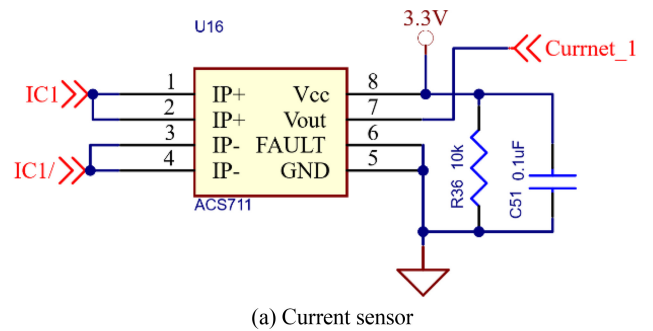 U16
3.3V
Currnet_1
IC1
1 IP+ Vcc 8
2 IP+ Vout 7
3 IP- FAULT 6
IC1/
4 IP- GND 5
ACS711
R36 10k
C51 0.1uF
(a) Current sensor